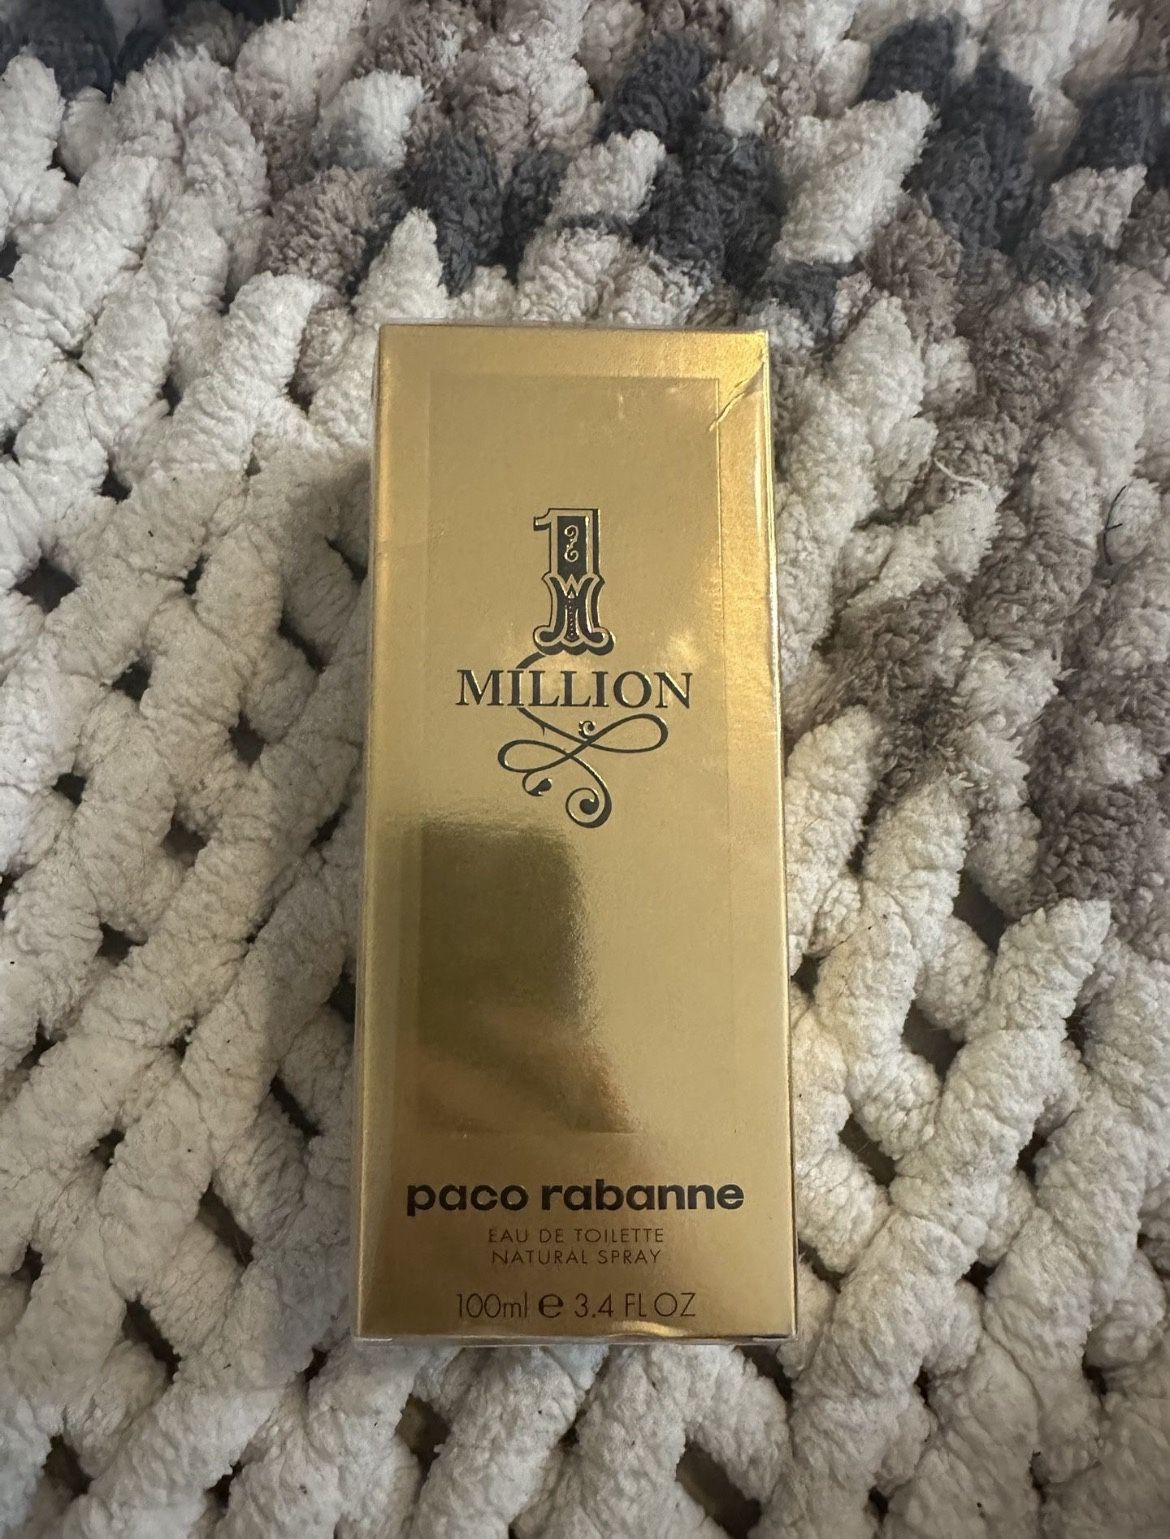 1
MILLION
paco rabanne
EAU DE TOILETTE
NATURAL SPRAY
100ml ℮ 3.4 FL OZ